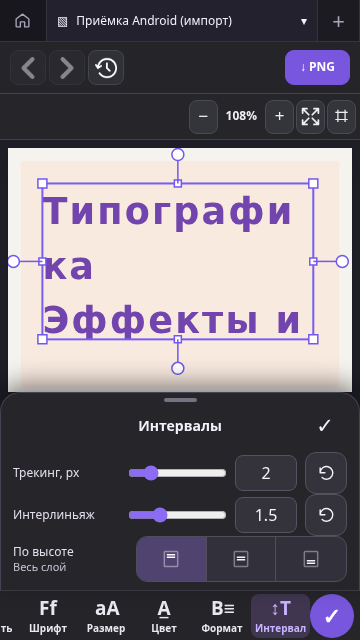 Приёмка Android (импорт)
↓ PNG
108%
Типографи
ка
Эффекты и
Интервалы
Трекинг, px
2
Интерлиньяж
1.5
По высоте
Весь слой
ть
Ff
Шрифт
aA
Размер
A
Цвет
B≡
Формат
↕T
Интервал